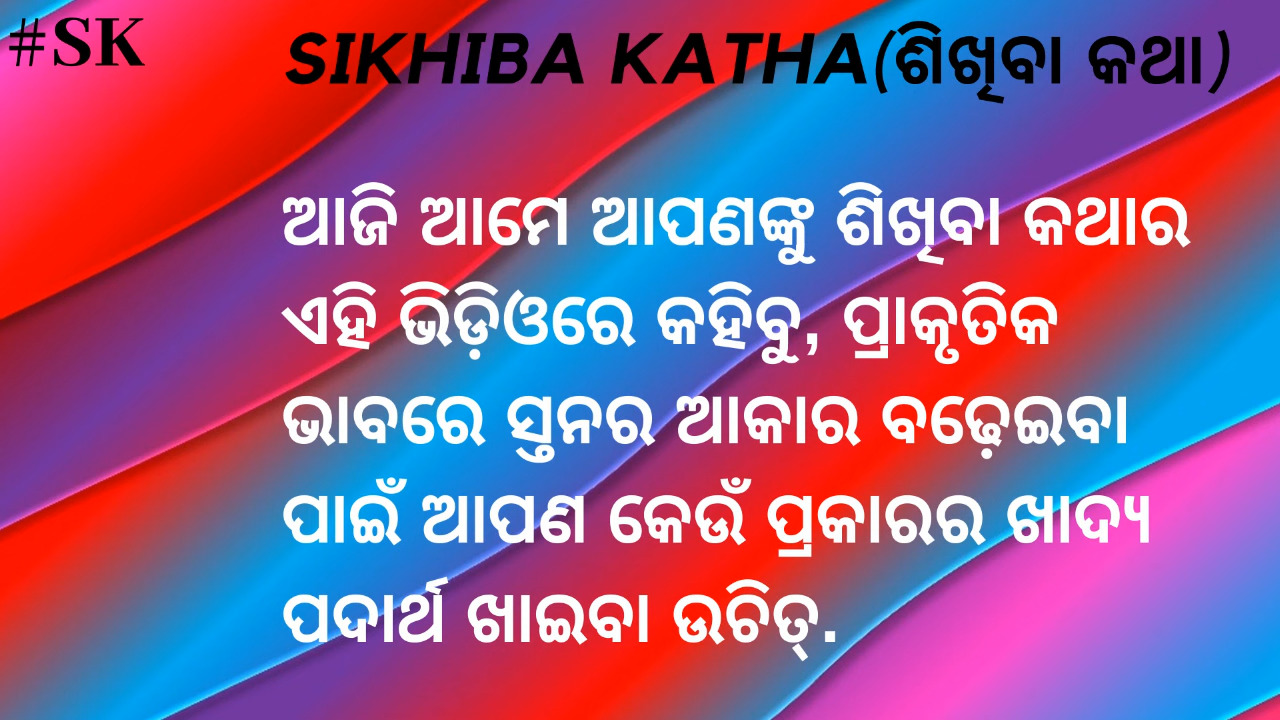 #SK
SIKHIBA KATHA(ଶିଖିବା କଥା)
ଆଜି ଆମେ ଆପଣଙ୍କୁ ଶିଖିବା କଥାର
ଏହି ଭିଡ଼ିଓରେ କହିବୁ, ପ୍ରାକୃତିକ
ଭାବରେ ସ୍ତନର ଆକାର ବଢ଼େଇବା
ପାଇଁ ଆପଣ କେଉଁ ପ୍ରକାରର ଖାଦ୍ୟ
ପଦାର୍ଥ ଖାଇବା ଉଚିତ୍.